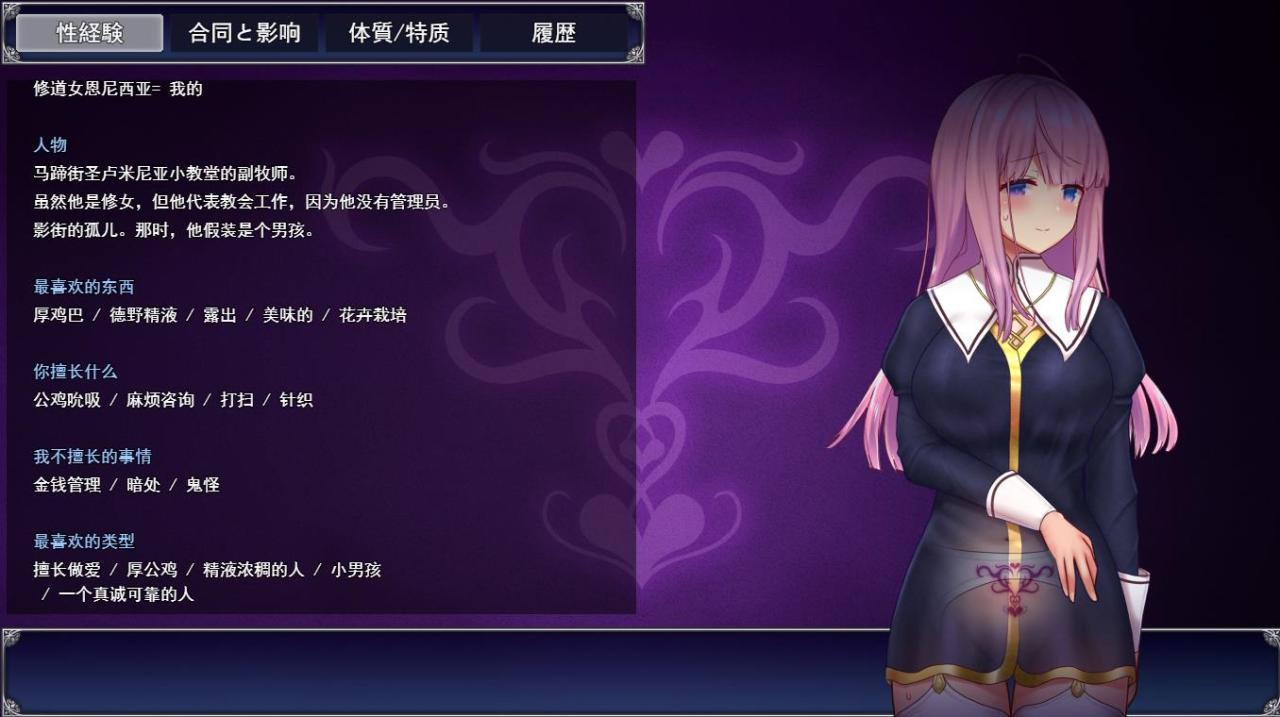 性経験 合同と影响 体質/特质 履歴
修道女恩尼西亚= 我的
人物
马蹄街圣卢米尼亚小教堂的副牧师。
虽然他是修女，但他代表教会工作，因为他没有管理员。
影街的孤儿。那时，他假装是个男孩。
最喜欢的东西
厚鸡巴 / 德野精液 / 露出 / 美味的 / 花卉栽培
你擅长什么
公鸡吮吸 / 麻烦咨询 / 打扫 / 针织
我不擅长的事情
金钱管理 / 暗处 / 鬼怪
最喜欢的类型
擅长做爱 / 厚公鸡 / 精液浓稠的人 / 小男孩
/ 一个真诚可靠的人